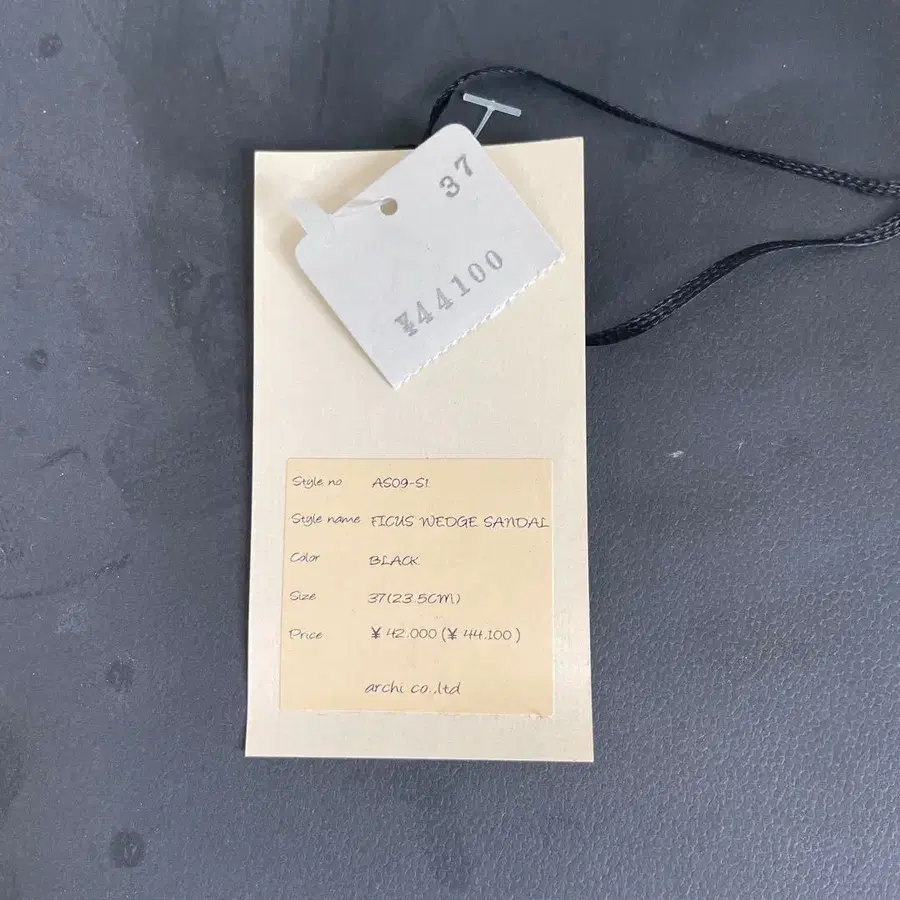 37
¥44100
Style no AS09-S1
Style name FICUS WEDGE SANDAL
Color BLACK
Size 37(23.5CM)
Price ¥ 42.000 (¥ 44.100)
archi co.,ltd